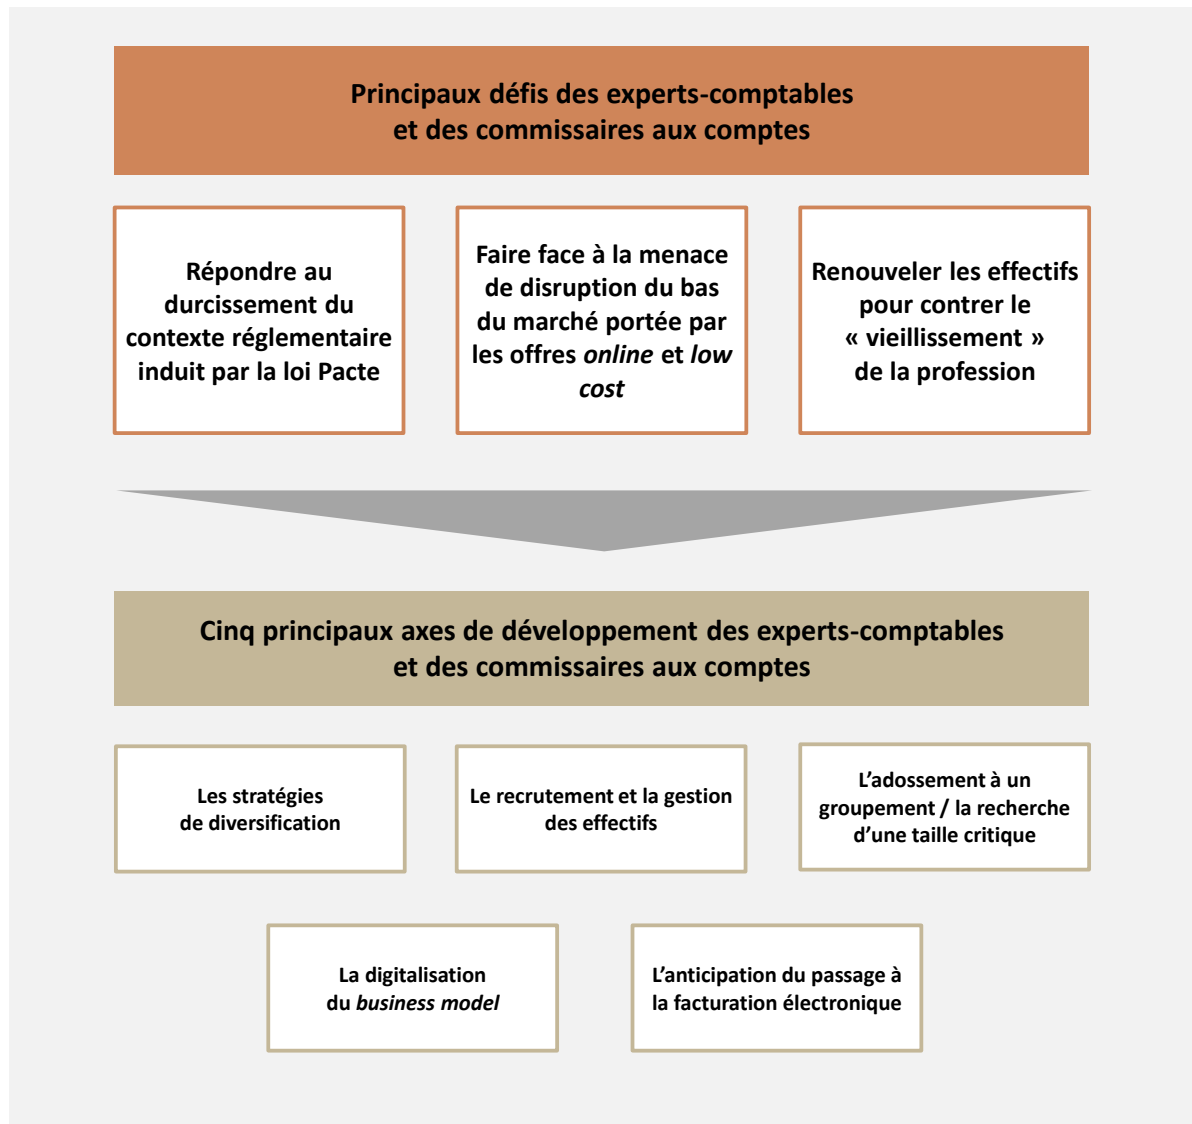 Principaux défis des experts-comptables
et des commissaires aux comptes
Répondre au
durcissement du
contexte réglementaire
induit par la loi Pacte
Faire face à la menace
de disruption du bas
du marché portée par
les offres online et low
cost
Renouveler les effectifs
pour contrer le
« vieillissement »
de la profession
Cinq principaux axes de développement des experts-comptables
et des commissaires aux comptes
Les stratégies
de diversification
Le recrutement et la gestion
des effectifs
L’adossement à un
groupement / la recherche
d’une taille critique
La digitalisation
du business model
L’anticipation du passage à
la facturation électronique